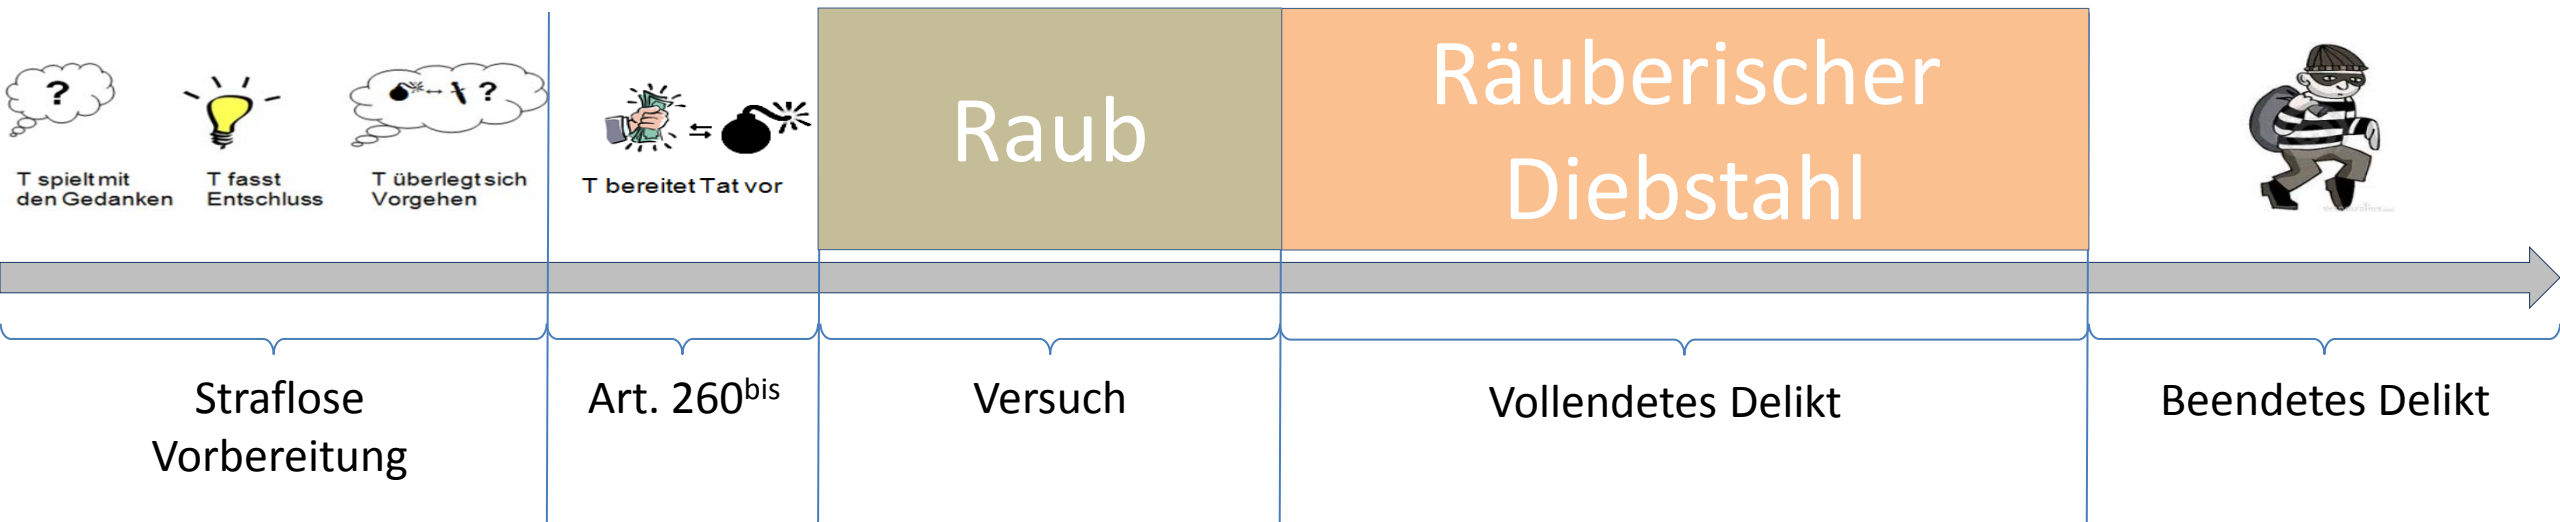 ?
?
T spielt mit
den Gedanken
T fasst
Entschluss
T überlegt sich
Vorgehen
T bereitet Tat vor
Raub
Räuberischer
Diebstahl
Straflose
Vorbereitung
Art. 260bis
Versuch
Vollendetes Delikt
Beendetes Delikt